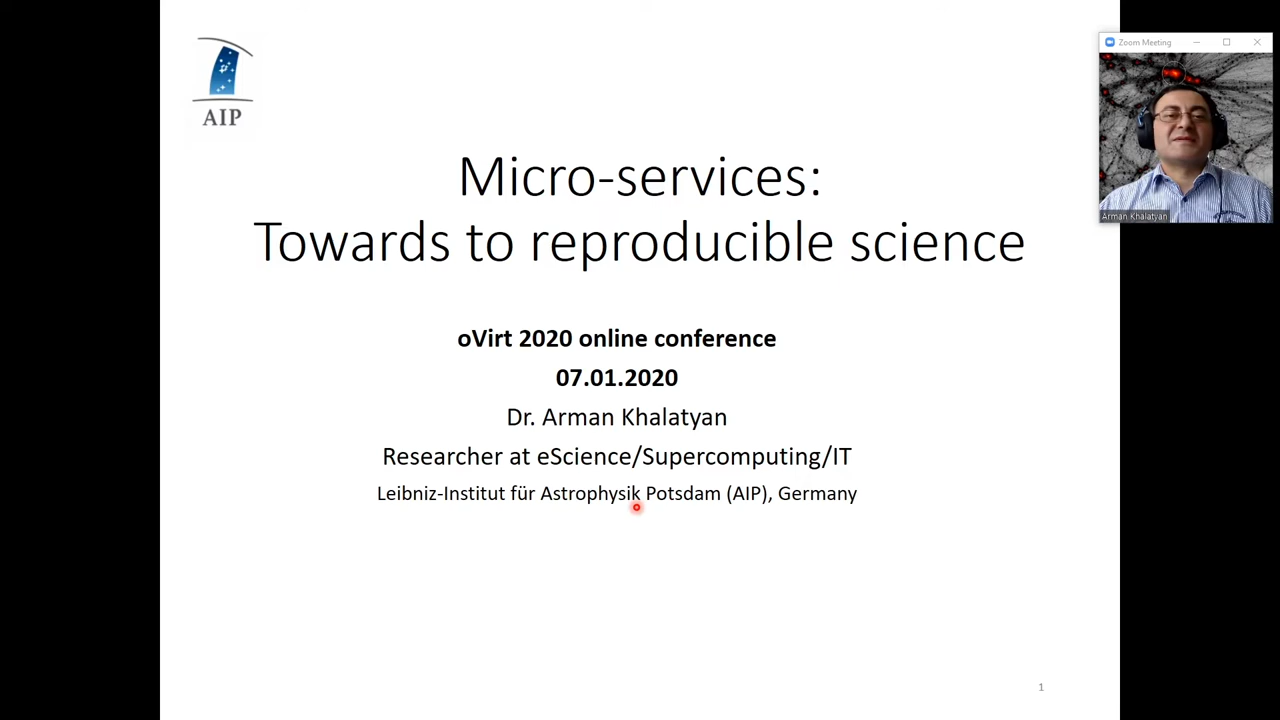 AIP
Zoom Meeting
Arman Khalatyan
Micro-services:
Towards to reproducible science
oVirt 2020 online conference
07.01.2020
Dr. Arman Khalatyan
Researcher at eScience/Supercomputing/IT
Leibniz-Institut für Astrophysik Potsdam (AIP), Germany
1